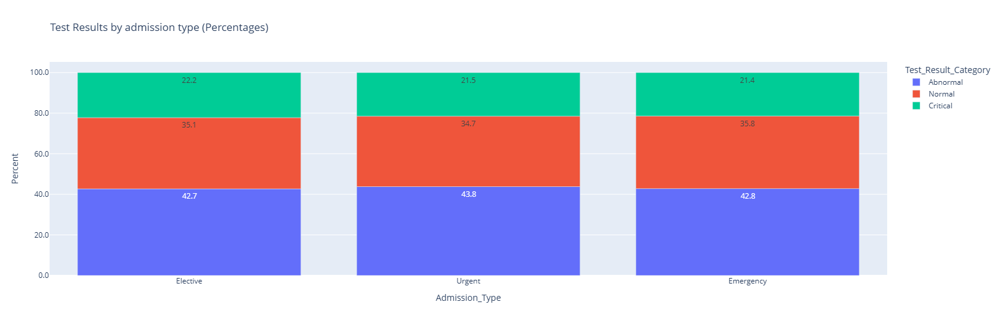 Test Results by admission type (Percentages)
100.0
80.0
60.0
40.0
20.0
0.0
Percent
22.2
35.1
42.7
21.5
34.7
43.8
21.4
35.8
42.8
Elective
Urgent
Emergency
Admission_Type
Test_Result_Category
Abnormal
Normal
Critical